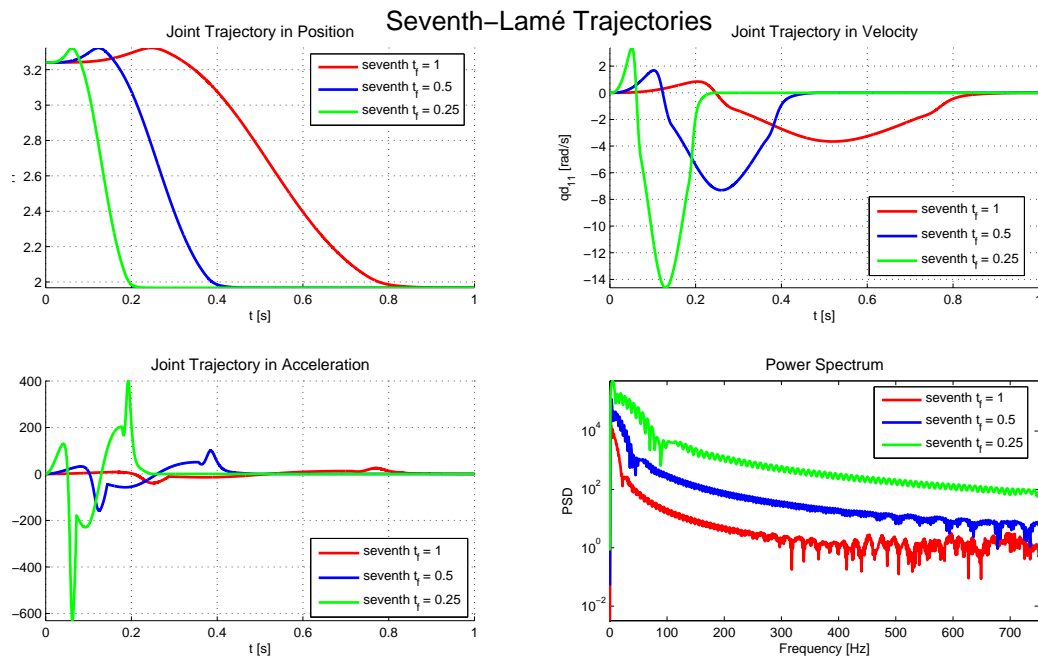 Seventh−Lamé Trajectories
Joint Trajectory in Position
3.2
3
2.8
2.6
2.4
2.2
2
0
0.2
0.4
0.6
0.8
1
t [s]
seventh t_f = 1
seventh t_f = 0.5
seventh t_f = 0.25
Joint Trajectory in Velocity
2
0
−2
−4
−6
−8
−10
−12
−14
0
0.2
0.4
0.6
0.8
1
qd_11 [rad/s]
t [s]
seventh t_f = 1
seventh t_f = 0.5
seventh t_f = 0.25
Joint Trajectory in Acceleration
400
200
0
−200
−400
−600
0
0.2
0.4
0.6
0.8
1
t [s]
seventh t_f = 1
seventh t_f = 0.5
seventh t_f = 0.25
Power Spectrum
10^4
10^2
10^0
10^−2
0
100
200
300
400
500
600
700
PSD
Frequency [Hz]
seventh t_f = 1
seventh t_f = 0.5
seventh t_f = 0.25